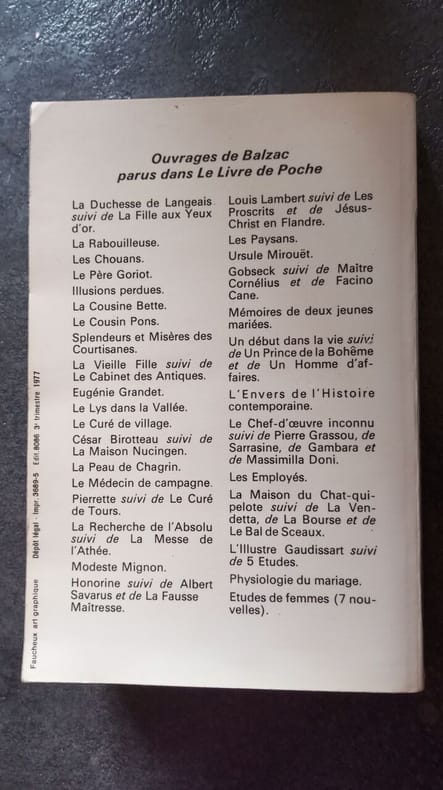 Ouvrages de Balzac
parus dans Le Livre de Poche
La Duchesse de Langeais
suivi de La Fille aux Yeux
d'or.
La Rabouilleuse.
Les Chouans.
Le Père Goriot.
Illusions perdues.
La Cousine Bette.
Le Cousin Pons.
Splendeurs et Misères des
Courtisanes.
La Vieille Fille suivi de
Le Cabinet des Antiques.
Eugénie Grandet.
Le Lys dans la Vallée.
Le Curé de village.
César Birotteau suivi de
La Maison Nucingen.
La Peau de Chagrin.
Le Médecin de campagne.
Pierrette suivi de Le Curé
de Tours.
La Recherche de l'Absolu
suivi de La Messe de
l'Athée.
Modeste Mignon.
Honorine suivi de Albert
Savarus et de La Fausse
Maîtresse.
Louis Lambert suivi de Les
Proscrits et de Jésus-
Christ en Flandre.
Les Paysans.
Ursule Mirouët.
Gobseck suivi de Maître
Cornélius et de Facino
Cane.
Mémoires de deux jeunes
mariées.
Un début dans la vie suivi
de Un Prince de la Bohême
et de Un Homme d'af-
faires.
L'Envers de l'Histoire
contemporaine.
Le Chef-d'œuvre inconnu
suivi de Pierre Grassou, de
Sarrasine, de Gambara et
de Massimilla Doni.
Les Employés.
La Maison du Chat-qui-
pelote suivi de La Ven-
detta, de La Bourse et de
Le Bal de Sceaux.
L'Illustre Gaudissart suivi
de 5 Etudes.
Physiologie du mariage.
Etudes de femmes (7 nou-
velles).
Faucheux art graphique Dépôt légal - Impr. 3689-5 Edit. 8086 3e trimestre 1977